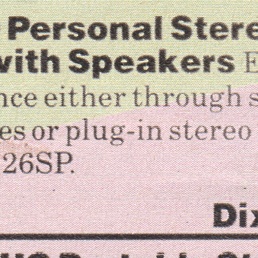 Personal Stere
with Speakers E
nce either through s
es or plug-in stereo
26SP.
Dix